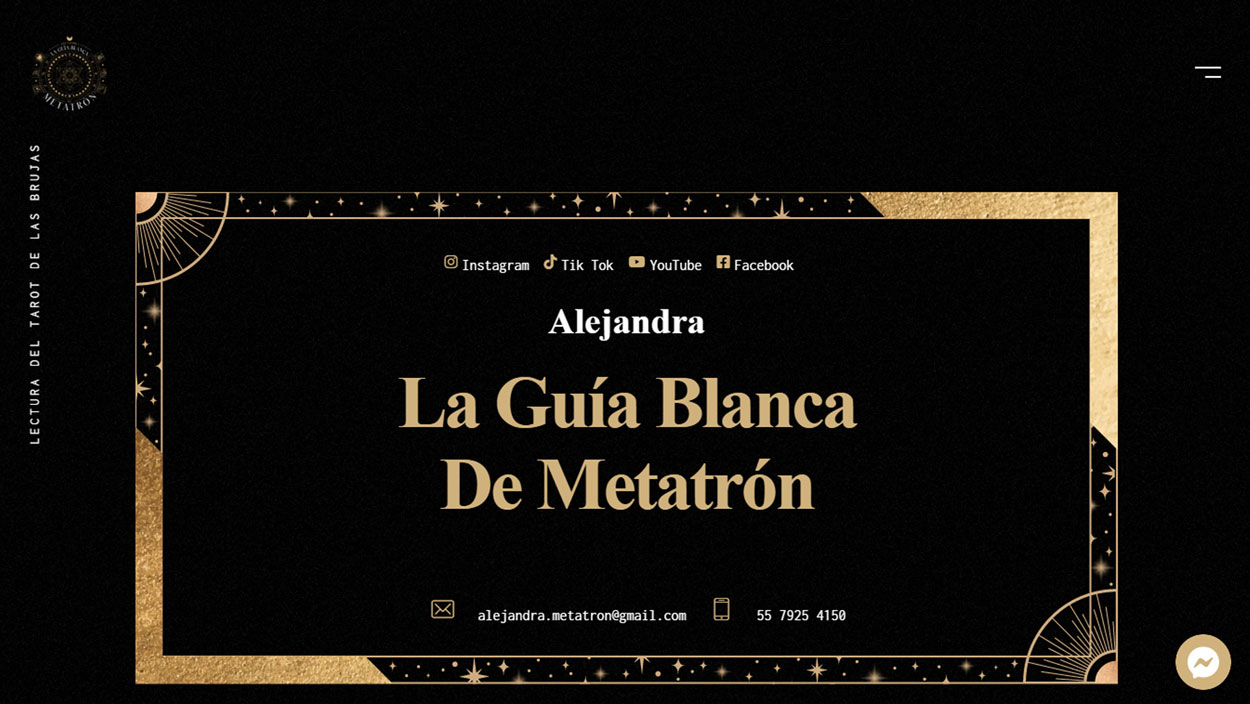 LA GUÍA BLANCA
METATRÓN
LECTURA DEL TAROT DE LAS BRUJAS
Instagram Tik Tok YouTube Facebook
Alejandra
La Guía Blanca
De Metatrón
alejandra.metatron@gmail.com 55 7925 4150